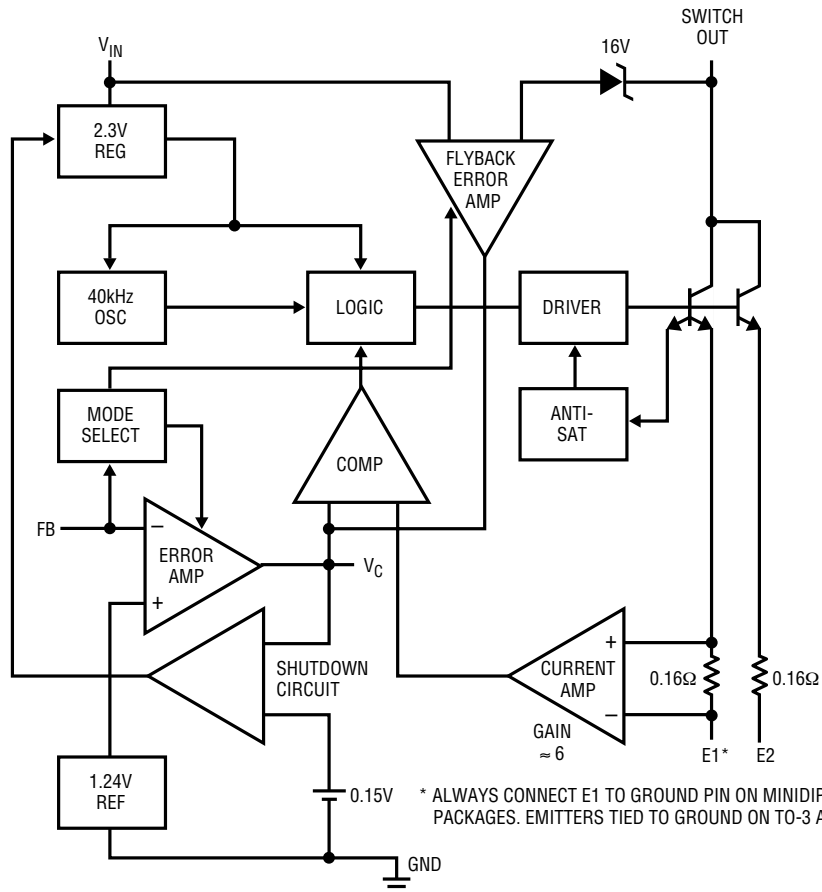 SWITCH
OUT
V_IN
16V
2.3V
REG
FLYBACK
ERROR
AMP
40kHz
OSC
LOGIC
DRIVER
MODE
SELECT
ANTI-
SAT
COMP
FB
−
ERROR
AMP
+
V_C
SHUTDOWN
CIRCUIT
+
CURRENT
AMP
−
0.16Ω
0.16Ω
GAIN
≈ 6
E1*
E2
1.24V
REF
0.15V
* ALWAYS CONNECT E1 TO GROUND PIN ON MINIDIP
PACKAGES. EMITTERS TIED TO GROUND ON TO-3 A
GND